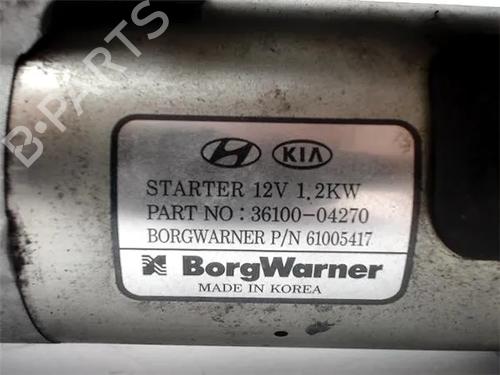 B-PARTS
KIA
STARTER 12V 1.2KW
PART NO : 36100-04270
BORGWARNER P/N 61005417
BorgWarner
MADE IN KOREA